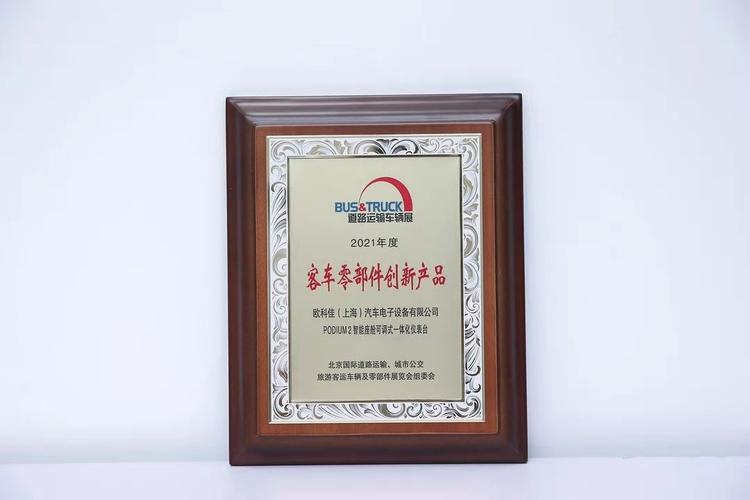 BUS&TRUCK
道路运输车辆展
2021年度
客车零部件创新产品
欧科佳（上海）汽车电子设备有限公司
PODIUM 2 智能座舱可调式一体化仪表台
北京国际道路运输、城市公交
旅游客运车辆及零部件展览会组委会